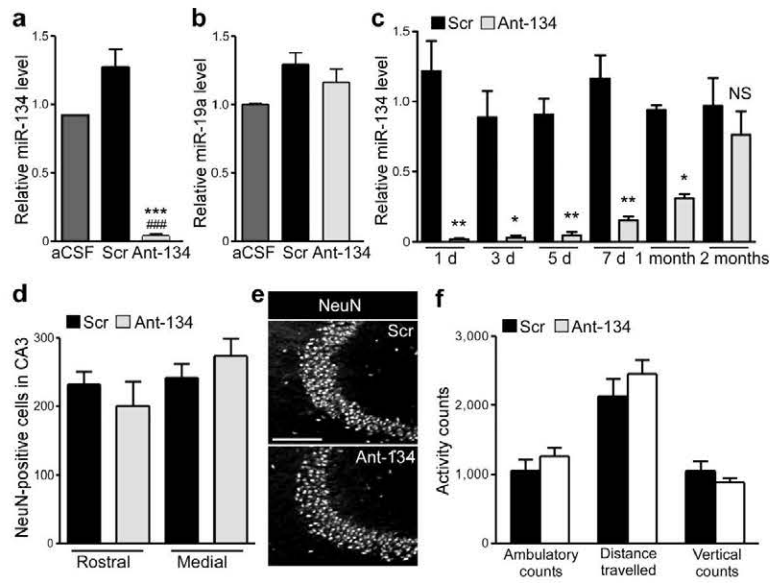 a
Relative miR-134 level
1.5
1.0
0.5
0
***
###
aCSF Scr Ant-134
b
Relative miR-19a level
1.5
1.0
0.5
0
aCSF Scr Ant-134
c
Scr Ant-134
Relative miR-134 level
1.5
1.0
0.5
0
** * ** ** * NS
1 d 3 d 5 d 7 d 1 month 2 months
d
Scr Ant-134
NeuN-positive cells in CA3
300
200
100
0
Rostral Medial
e
NeuN
Scr
Ant-134
f
Scr Ant-134
Activity counts
3,000
2,000
1,000
0
Ambulatory Distance Vertical
counts travelled counts